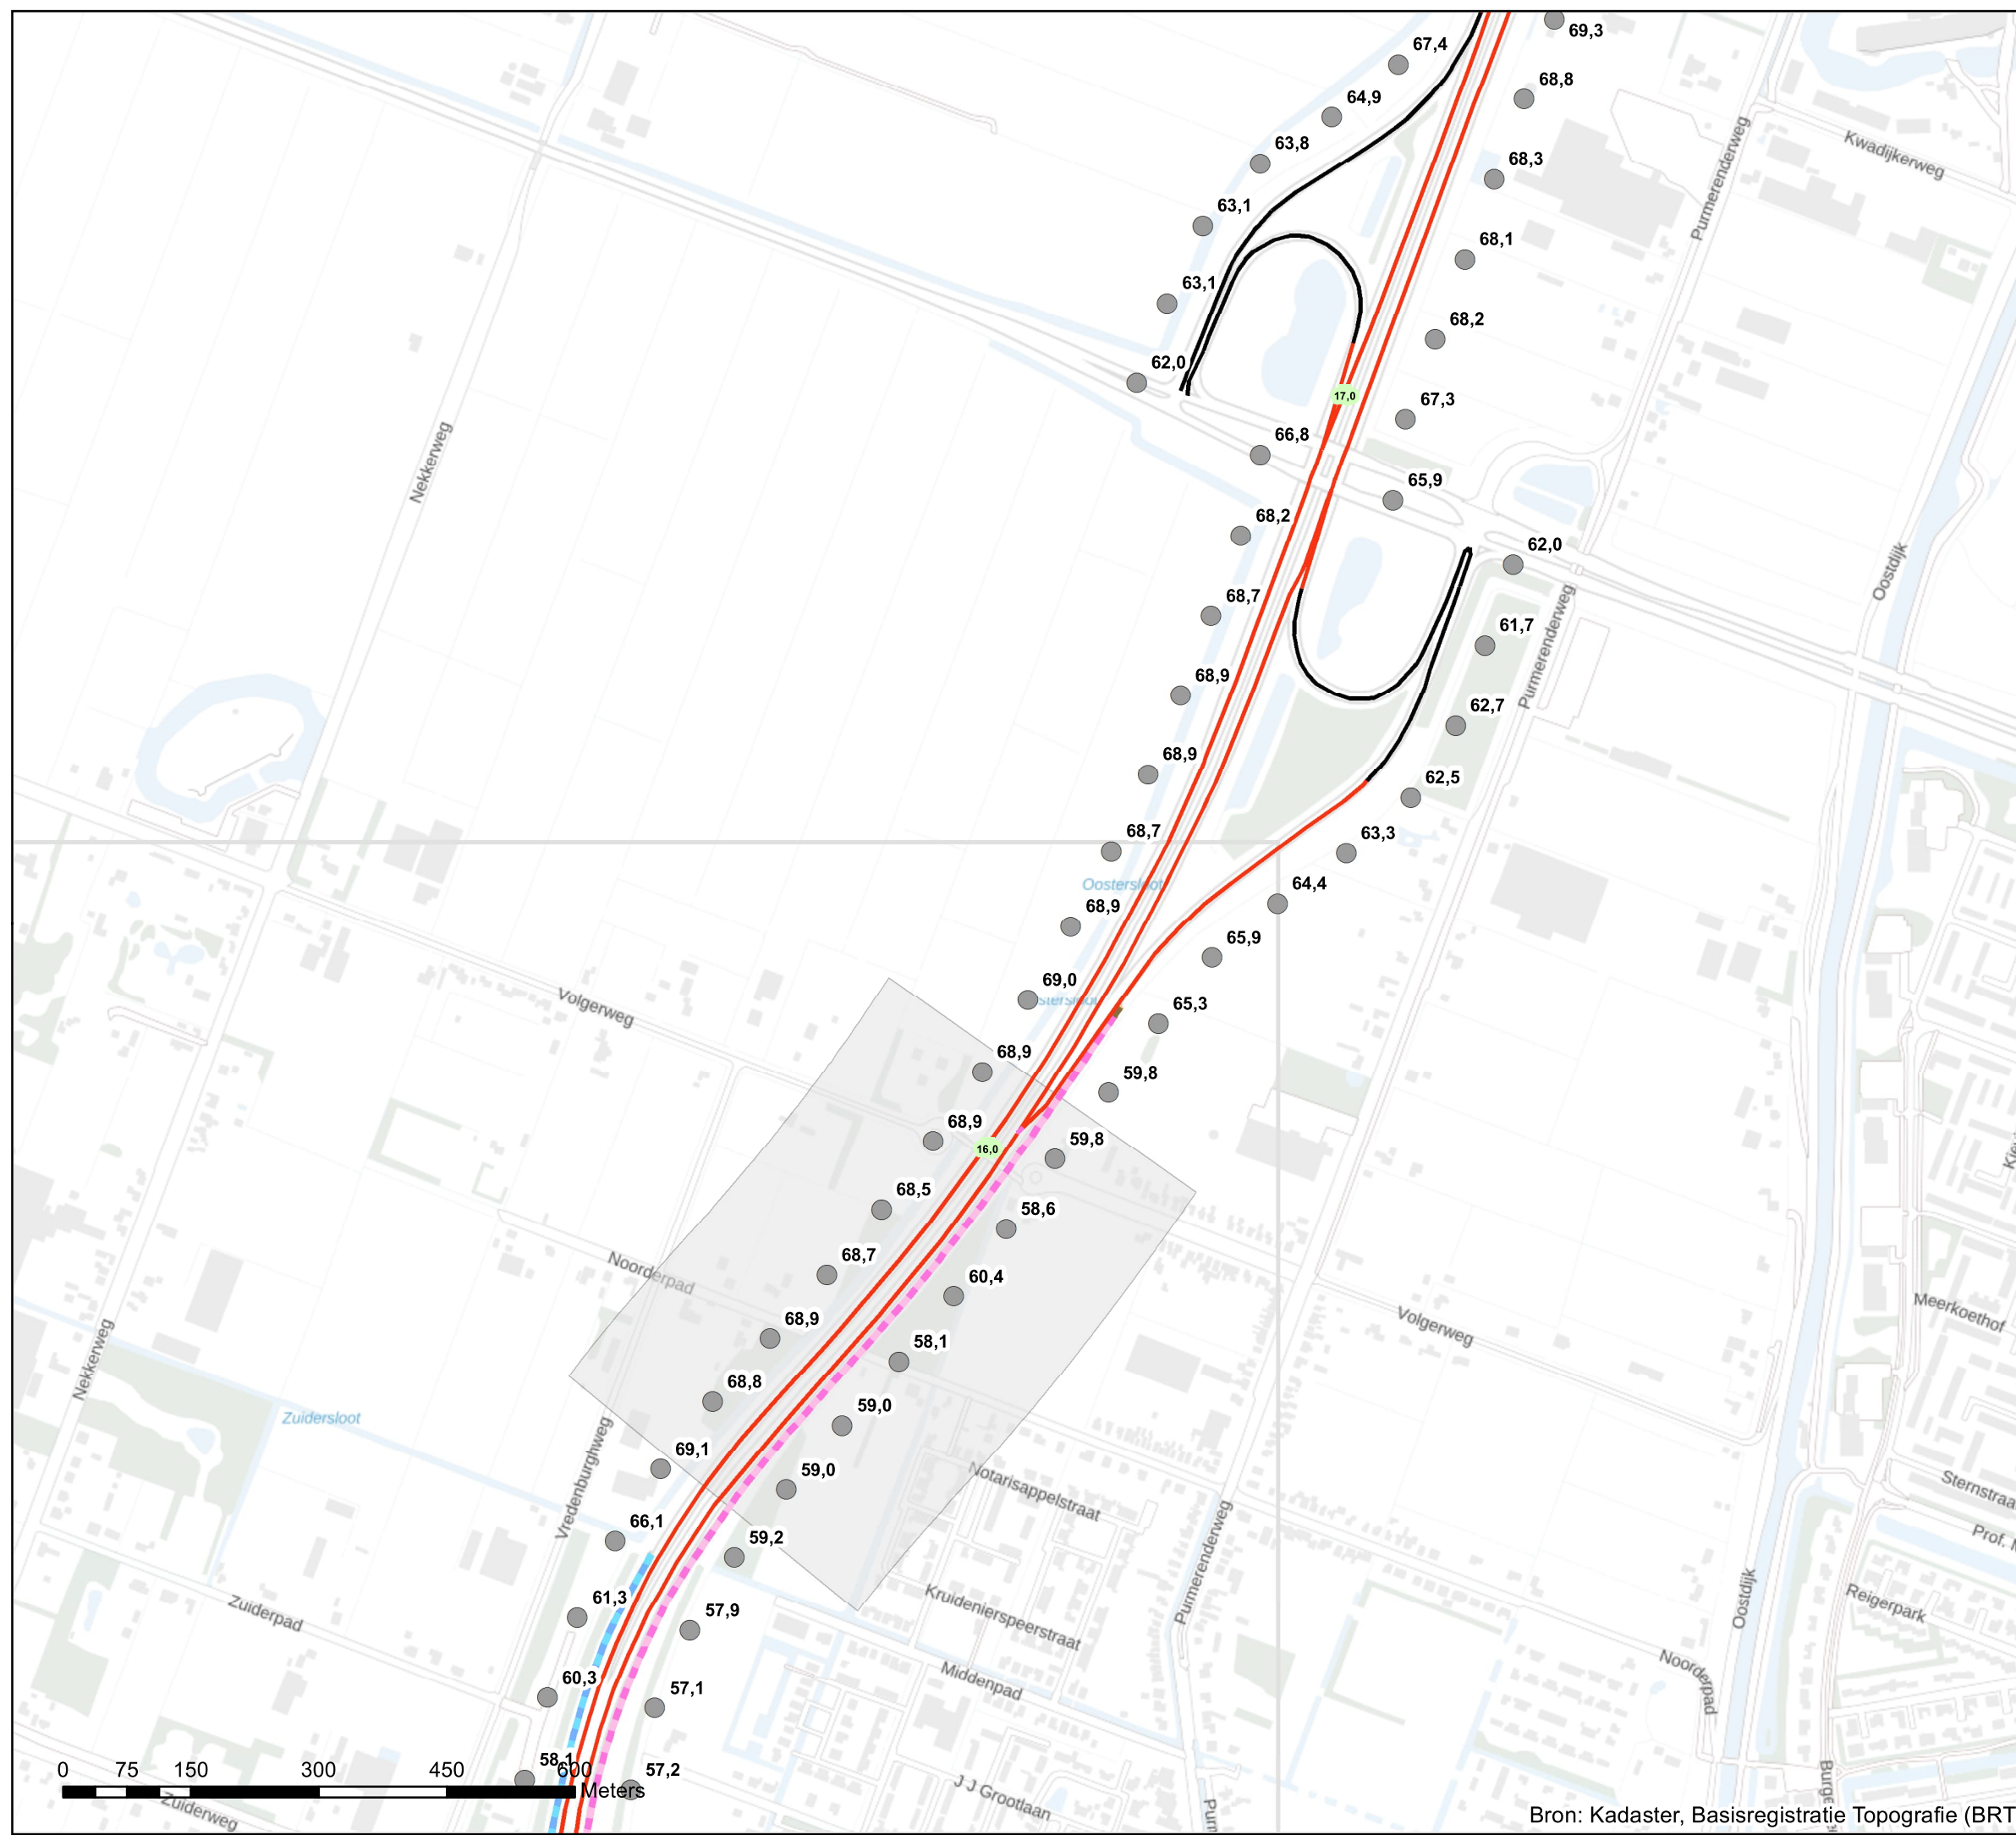 69,3
67,4
68,8
64,9
63,8
Kwadijkerweg
68,3
Purmerenderweg
63,1
68,1
63,1
68,2
62,0
17,0
67,3
66,8
Nekkerweg
65,9
68,2
62,0
Oostdijk
68,7
61,7
Purmerenderweg
68,9
62,7
68,9
62,5
68,7
63,3
Oostersloot
64,4
68,9
65,9
69,0
Volgerweg
65,3
68,9
59,8
68,9
59,8
16,0
68,5
58,6
Noorderpad
68,7
60,4
Meerkoethof
68,9
58,1
Volgerweg
Nekkerweg
68,8
59,0
Zuidersloot
69,1
59,0
Notarisappelstraat
Vredenburghweg
66,1
59,2
Purmerenderweg
Oostdijk
61,3
Zuiderpad
57,9
Kruidenierspeerstraat
Reigerpark
60,3
57,1
Middenpad
Noorderpad
58,1
57,2
0 75 150 300 450 600
Meters
J J Grootlaan
Zuiderweg
Bron: Kadaster, Basisregistratie Topografie (BRT